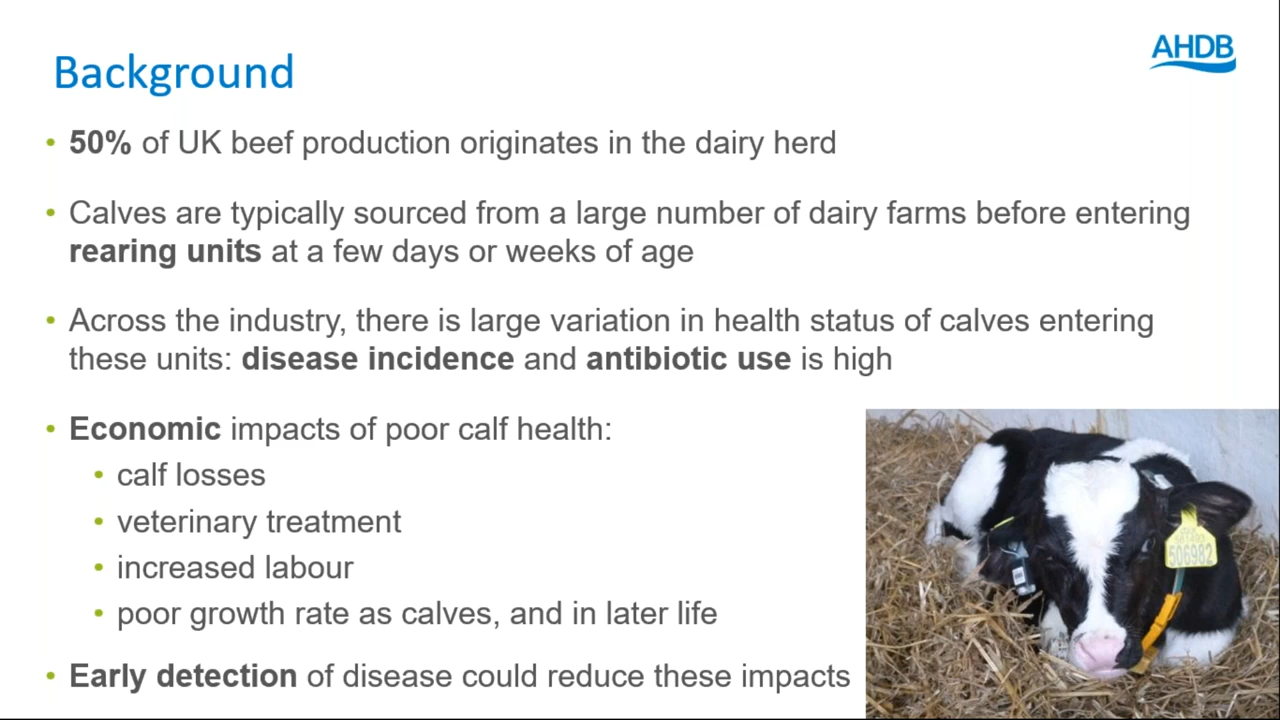 AHDB
Background
• 50% of UK beef production originates in the dairy herd
• Calves are typically sourced from a large number of dairy farms before entering
rearing units at a few days or weeks of age
• Across the industry, there is large variation in health status of calves entering
these units: disease incidence and antibiotic use is high
• Economic impacts of poor calf health:
• calf losses
• veterinary treatment
• increased labour
• poor growth rate as calves, and in later life
• Early detection of disease could reduce these impacts
506982